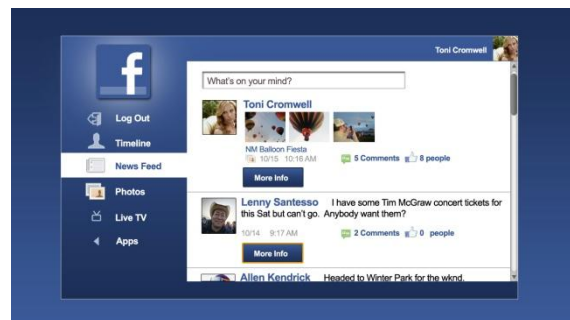 Toni Cromwell
f
What's on your mind?
Log Out
Timeline
News Feed
Photos
Live TV
Apps
Toni Cromwell
NM Balloon Fiesta
10/15 10:16 AM 5 Comments 8 people
More Info
Lenny Santesso I have some Tim McGraw concert tickets for
this Sat but can't go. Anybody want them?
10/14 9:17 AM 2 Comments 0 people
More Info
Allen Kendrick Headed to Winter Park for the wknd.